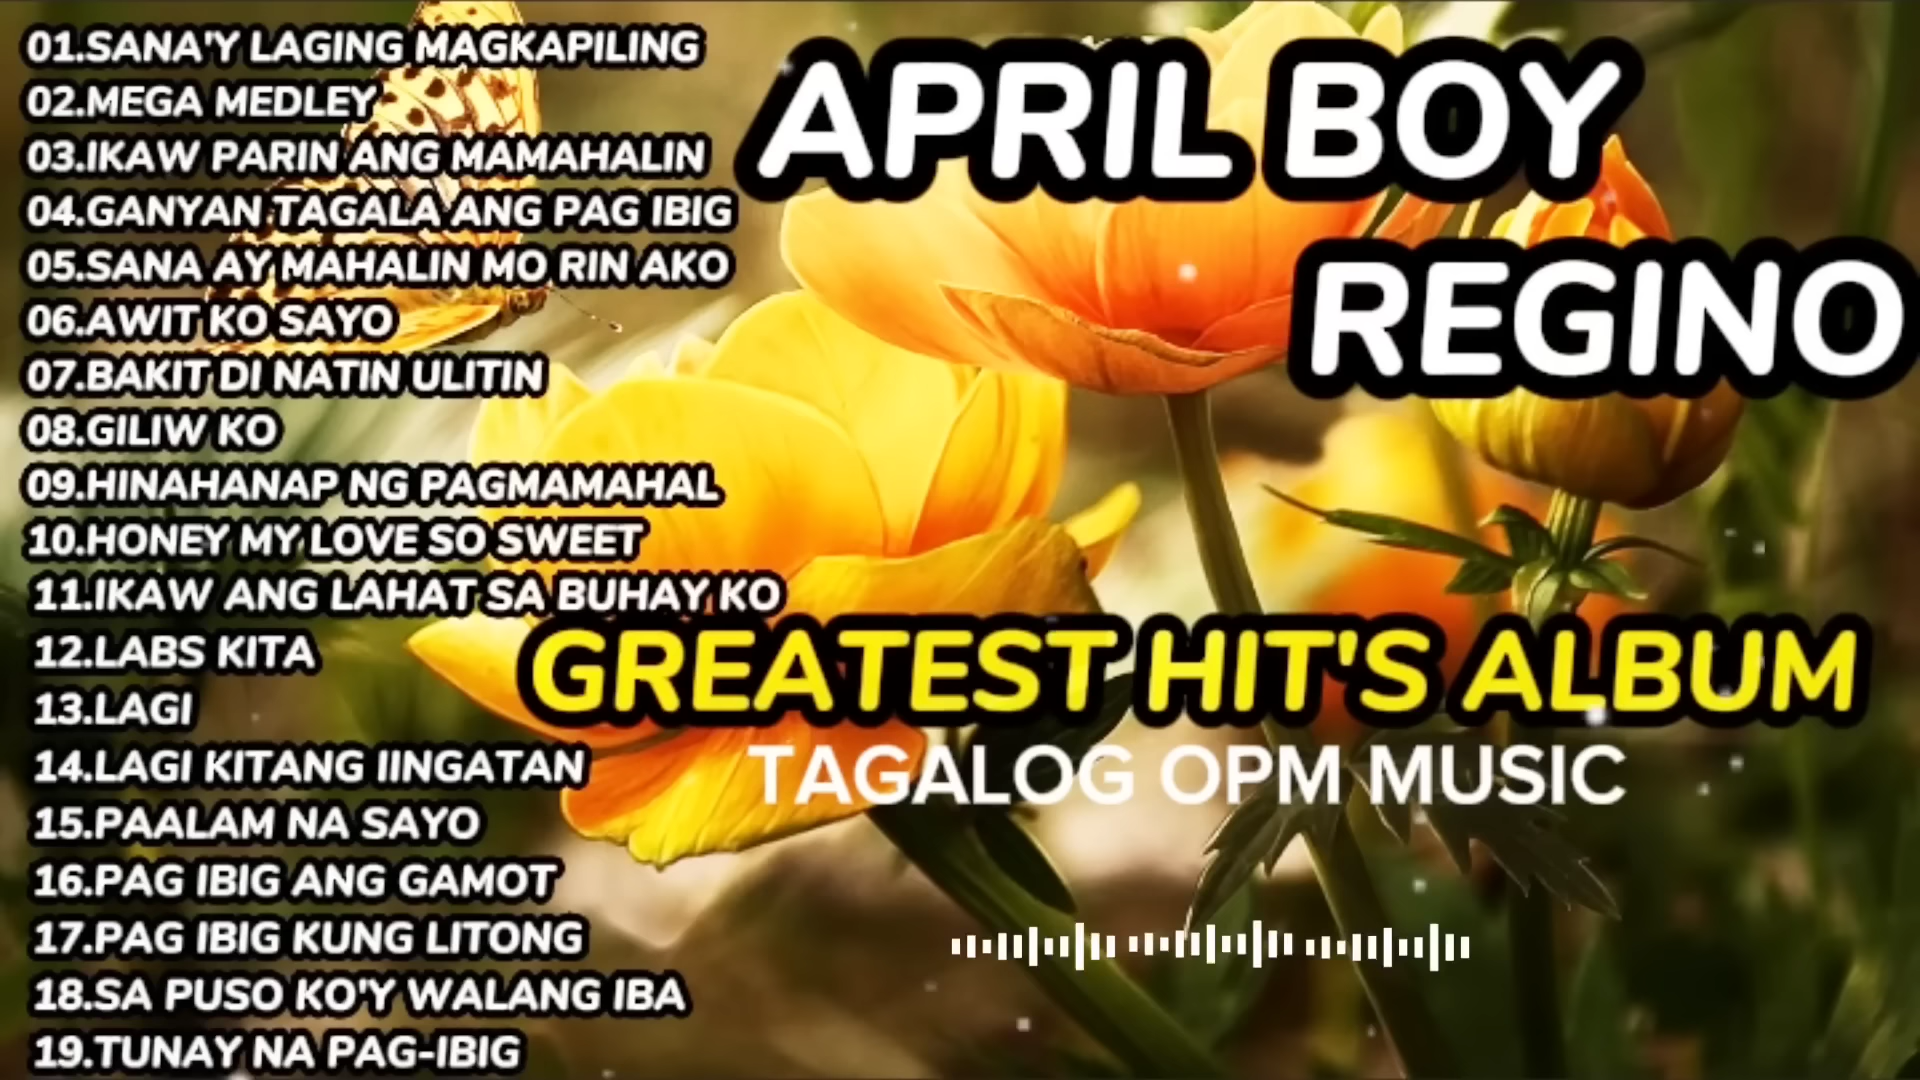 01.SANA'Y LAGING MAGKAPILING
02.MEGA MEDLEY
03.IKAW PARIN ANG MAMAHALIN
04.GANYAN TAGALA ANG PAG IBIG
05.SANA AY MAHALIN MO RIN AKO
06.AWIT KO SAYO
07.BAKIT DI NATIN ULITIN
08.GILIW KO
09.HINAHANAP NG PAGMAMAHAL
10.HONEY MY LOVE SO SWEET
11.IKAW ANG LAHAT SA BUHAY KO
12.LABS KITA
13.LAGI
14.LAGI KITANG IINGATAN
15.PAALAM NA SAYO
16.PAG IBIG ANG GAMOT
17.PAG IBIG KUNG LITONG
18.SA PUSO KO'Y WALANG IBA
19.TUNAY NA PAG-IBIG
APRIL BOY
REGINO
GREATEST HIT'S ALBUM
TAGALOG OPM MUSIC